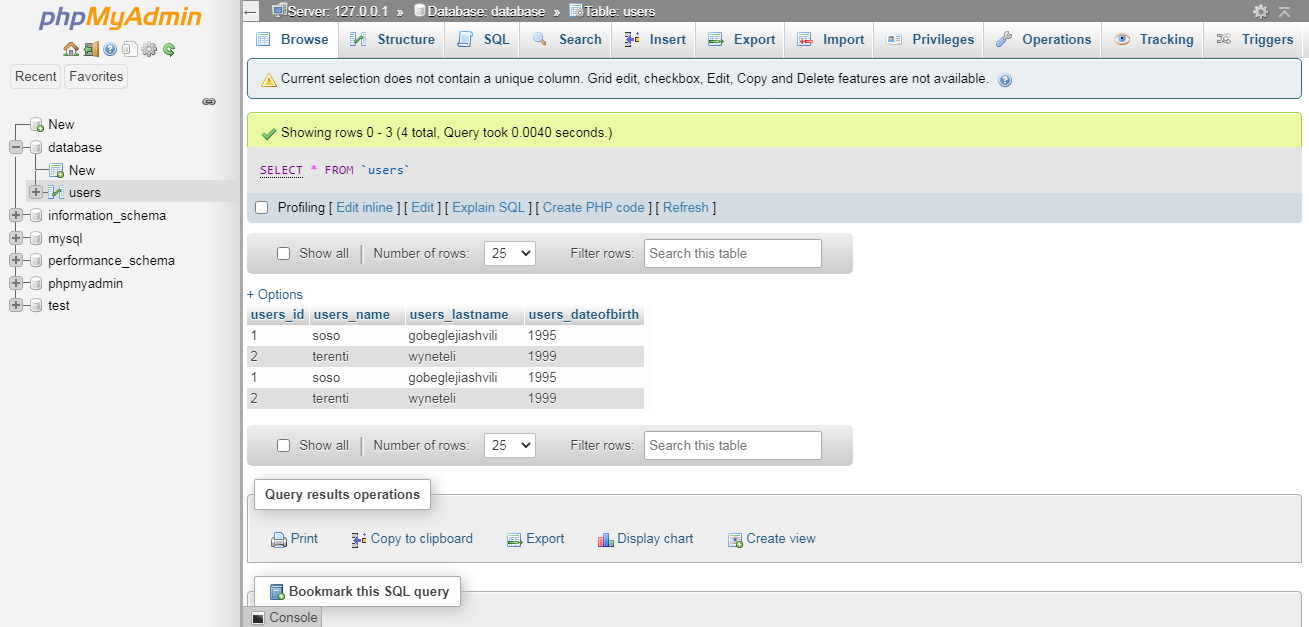 phpMyAdmin
Recent Favorites
New
database
New
users
information_schema
mysql
performance_schema
phpmyadmin
test
Server: 127.0.0.1 » Database: database » Table: users
Browse Structure SQL Search Insert Export Import Privileges Operations Tracking Triggers
Current selection does not contain a unique column. Grid edit, checkbox, Edit, Copy and Delete features are not available.
Showing rows 0 - 3 (4 total, Query took 0.0040 seconds.)
SELECT * FROM `users`
Profiling [ Edit inline ] [ Edit ] [ Explain SQL ] [ Create PHP code ] [ Refresh ]
Show all Number of rows: 25 Filter rows: Search this table
+ Options
users_id users_name users_lastname users_dateofbirth
1 soso gobeglejiashvili 1995
2 terenti wyneteli 1999
1 soso gobeglejiashvili 1995
2 terenti wyneteli 1999
Show all Number of rows: 25 Filter rows: Search this table
Query results operations
Print Copy to clipboard Export Display chart Create view
Bookmark this SQL query
Console